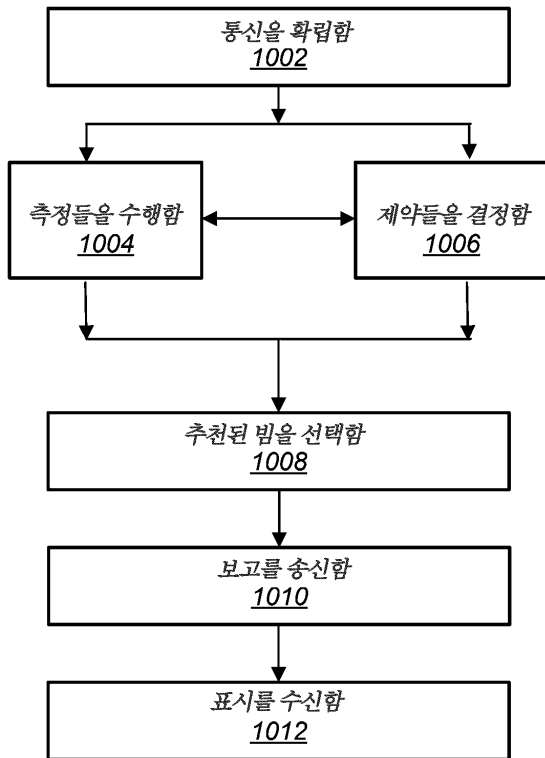 통신을 확립함
1002
측정들을 수행함
1004
제약들을 결정함
1006
추천된 빔을 선택함
1008
보고를 송신함
1010
표시를 수신함
1012